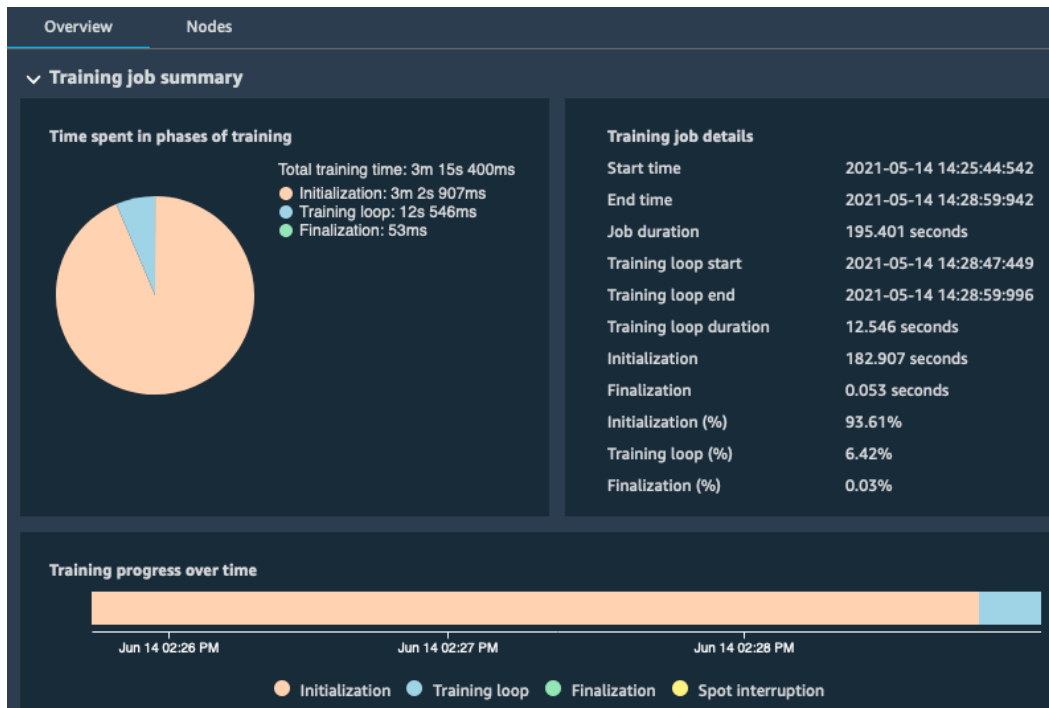 Overview Nodes
Training job summary
Time spent in phases of training
Total training time: 3m 15s 400ms
Initialization: 3m 2s 907ms
Training loop: 12s 546ms
Finalization: 53ms
Training job details
Start time 2021-05-14 14:25:44:542
End time 2021-05-14 14:28:59:942
Job duration 195.401 seconds
Training loop start 2021-05-14 14:28:47:449
Training loop end 2021-05-14 14:28:59:996
Training loop duration 12.546 seconds
Initialization 182.907 seconds
Finalization 0.053 seconds
Initialization (%) 93.61%
Training loop (%) 6.42%
Finalization (%) 0.03%
Training progress over time
Jun 14 02:26 PM Jun 14 02:27 PM Jun 14 02:28 PM
Initialization Training loop Finalization Spot interruption